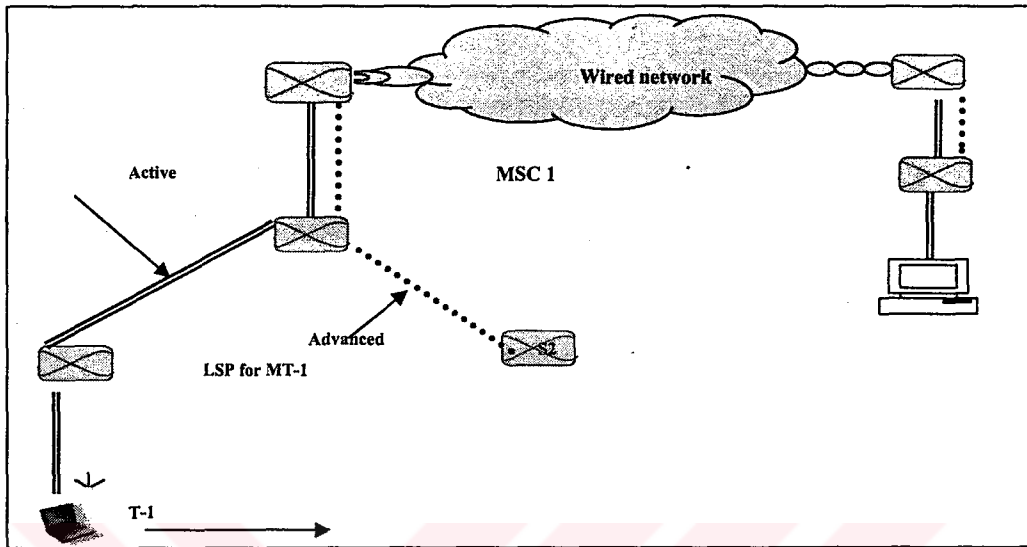 Wired network
MSC 1
Active
Advanced
S2
LSP for MT-1
T-1